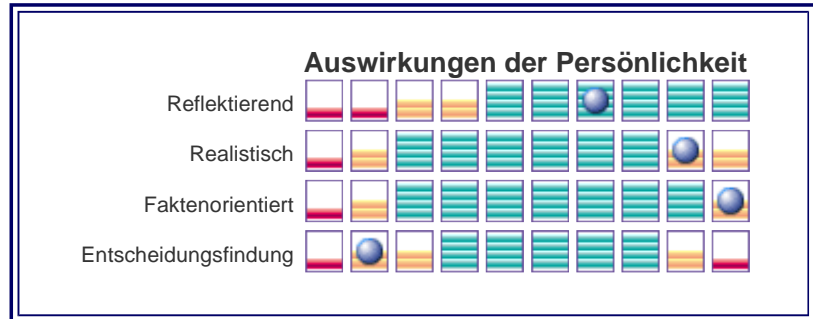 Auswirkungen der Persönlichkeit
Reflektierend
Realistisch
Faktenorientiert
Entscheidungsfindung